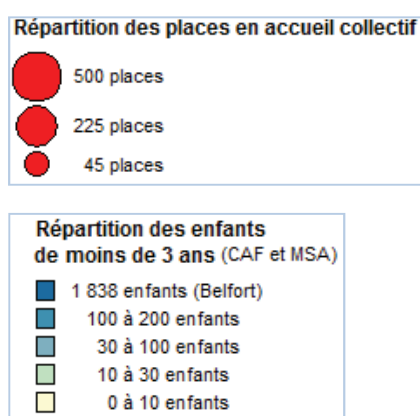 Répartition des places en accueil collectif
500 places
225 places
45 places
Répartition des enfants
de moins de 3 ans (CAF et MSA)
1 838 enfants (Belfort)
100 à 200 enfants
30 à 100 enfants
10 à 30 enfants
0 à 10 enfants